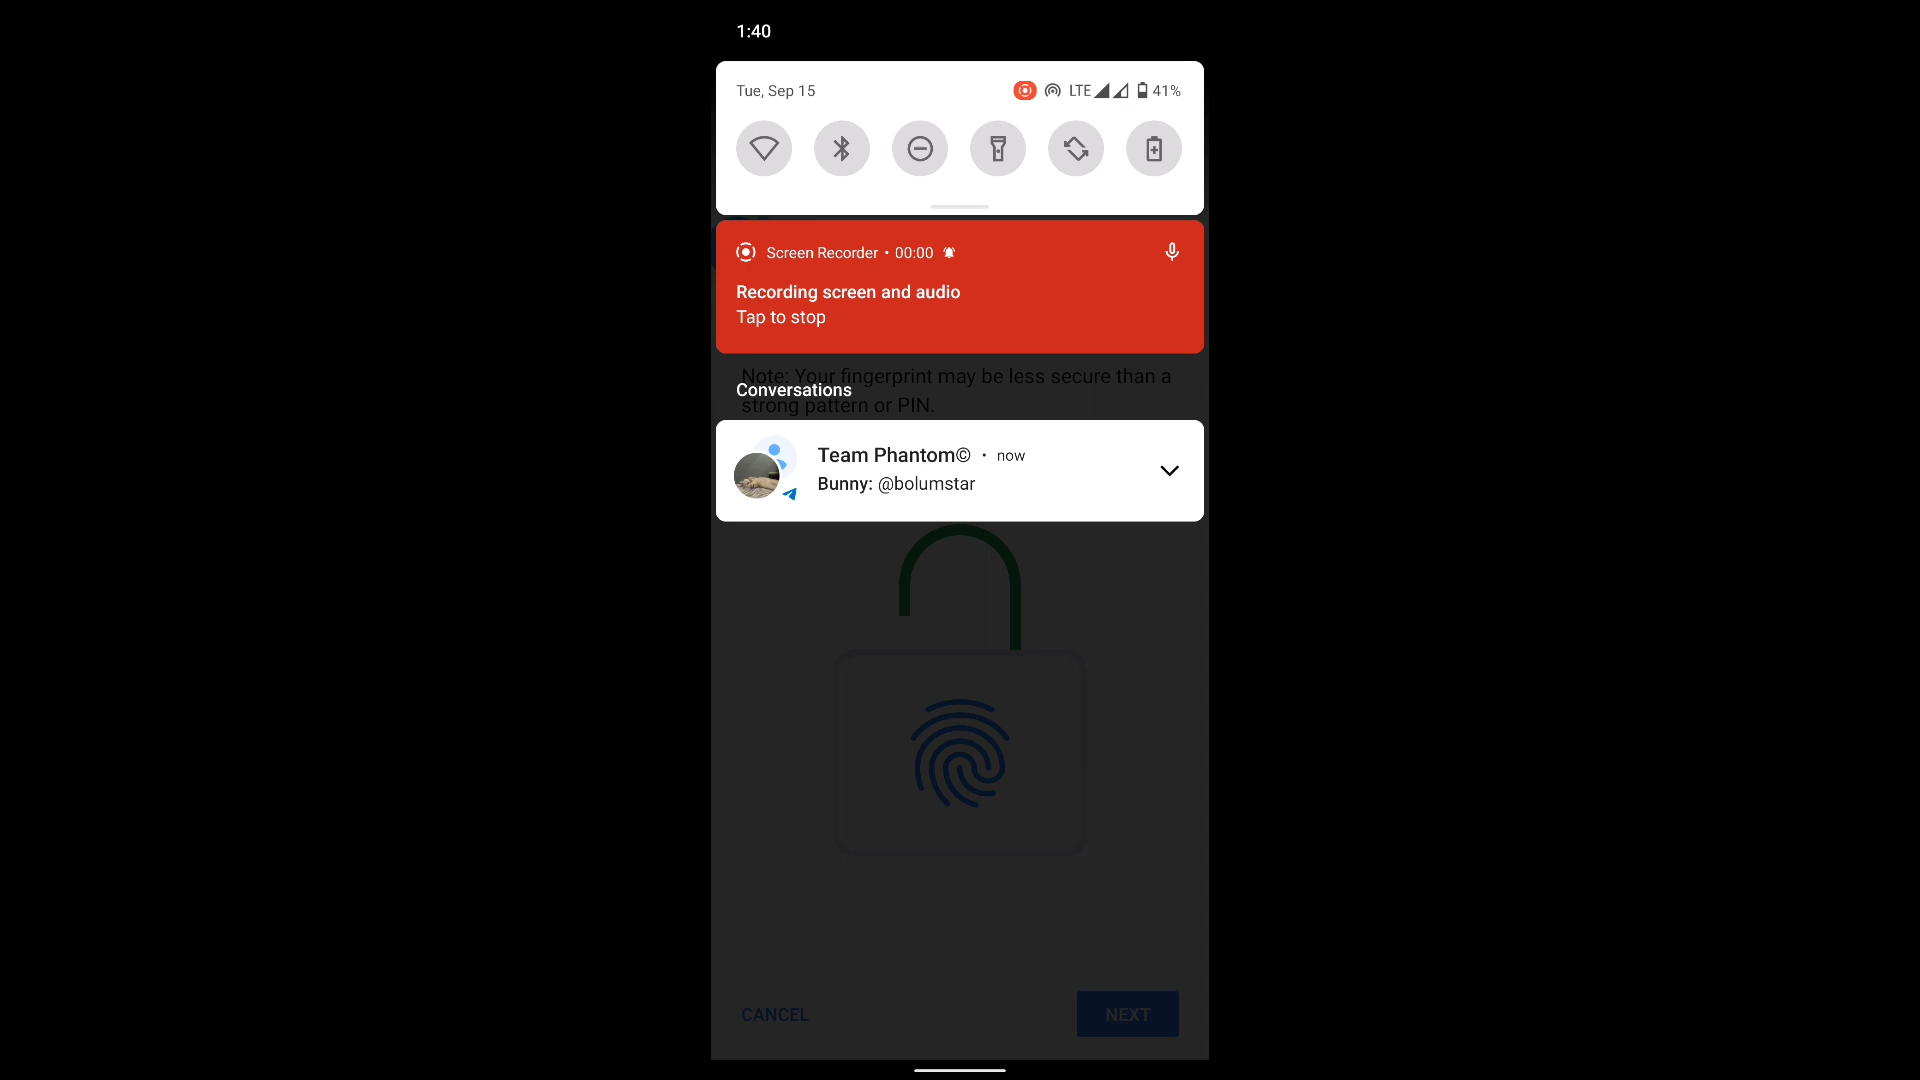 1:40
Tue, Sep 15 LTE 41%
Screen Recorder • 00:00
Recording screen and audio
Tap to stop
Note: Your fingerprint may be less secure than a
Conversations
strong pattern or PIN.
Team Phantom© • now
Bunny: @bolumstar
CANCEL NEXT